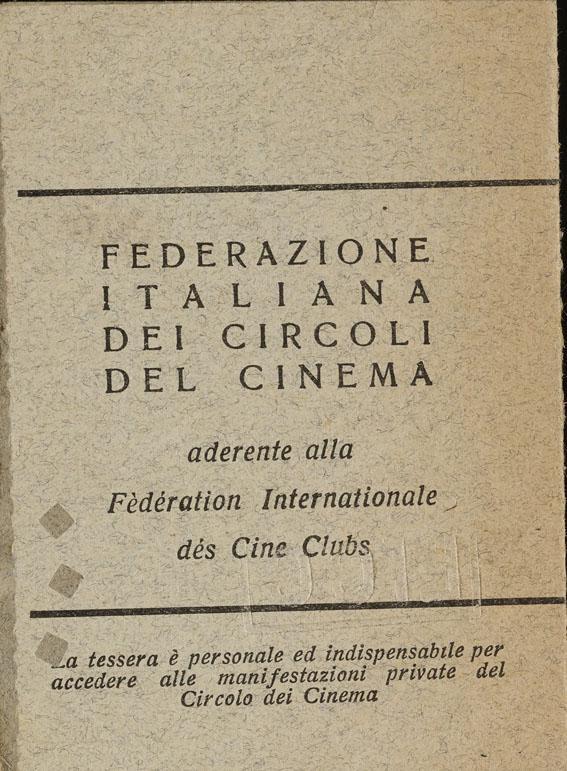 FEDERAZIONE
ITALIANA
DEI CIRCOLI
DEL CINEMA
aderente alla
Fèdération Internationale
dés Cine Clubs
La tessera è personale ed indispensabile per
accedere alle manifestazioni private del
Circolo dei Cinema